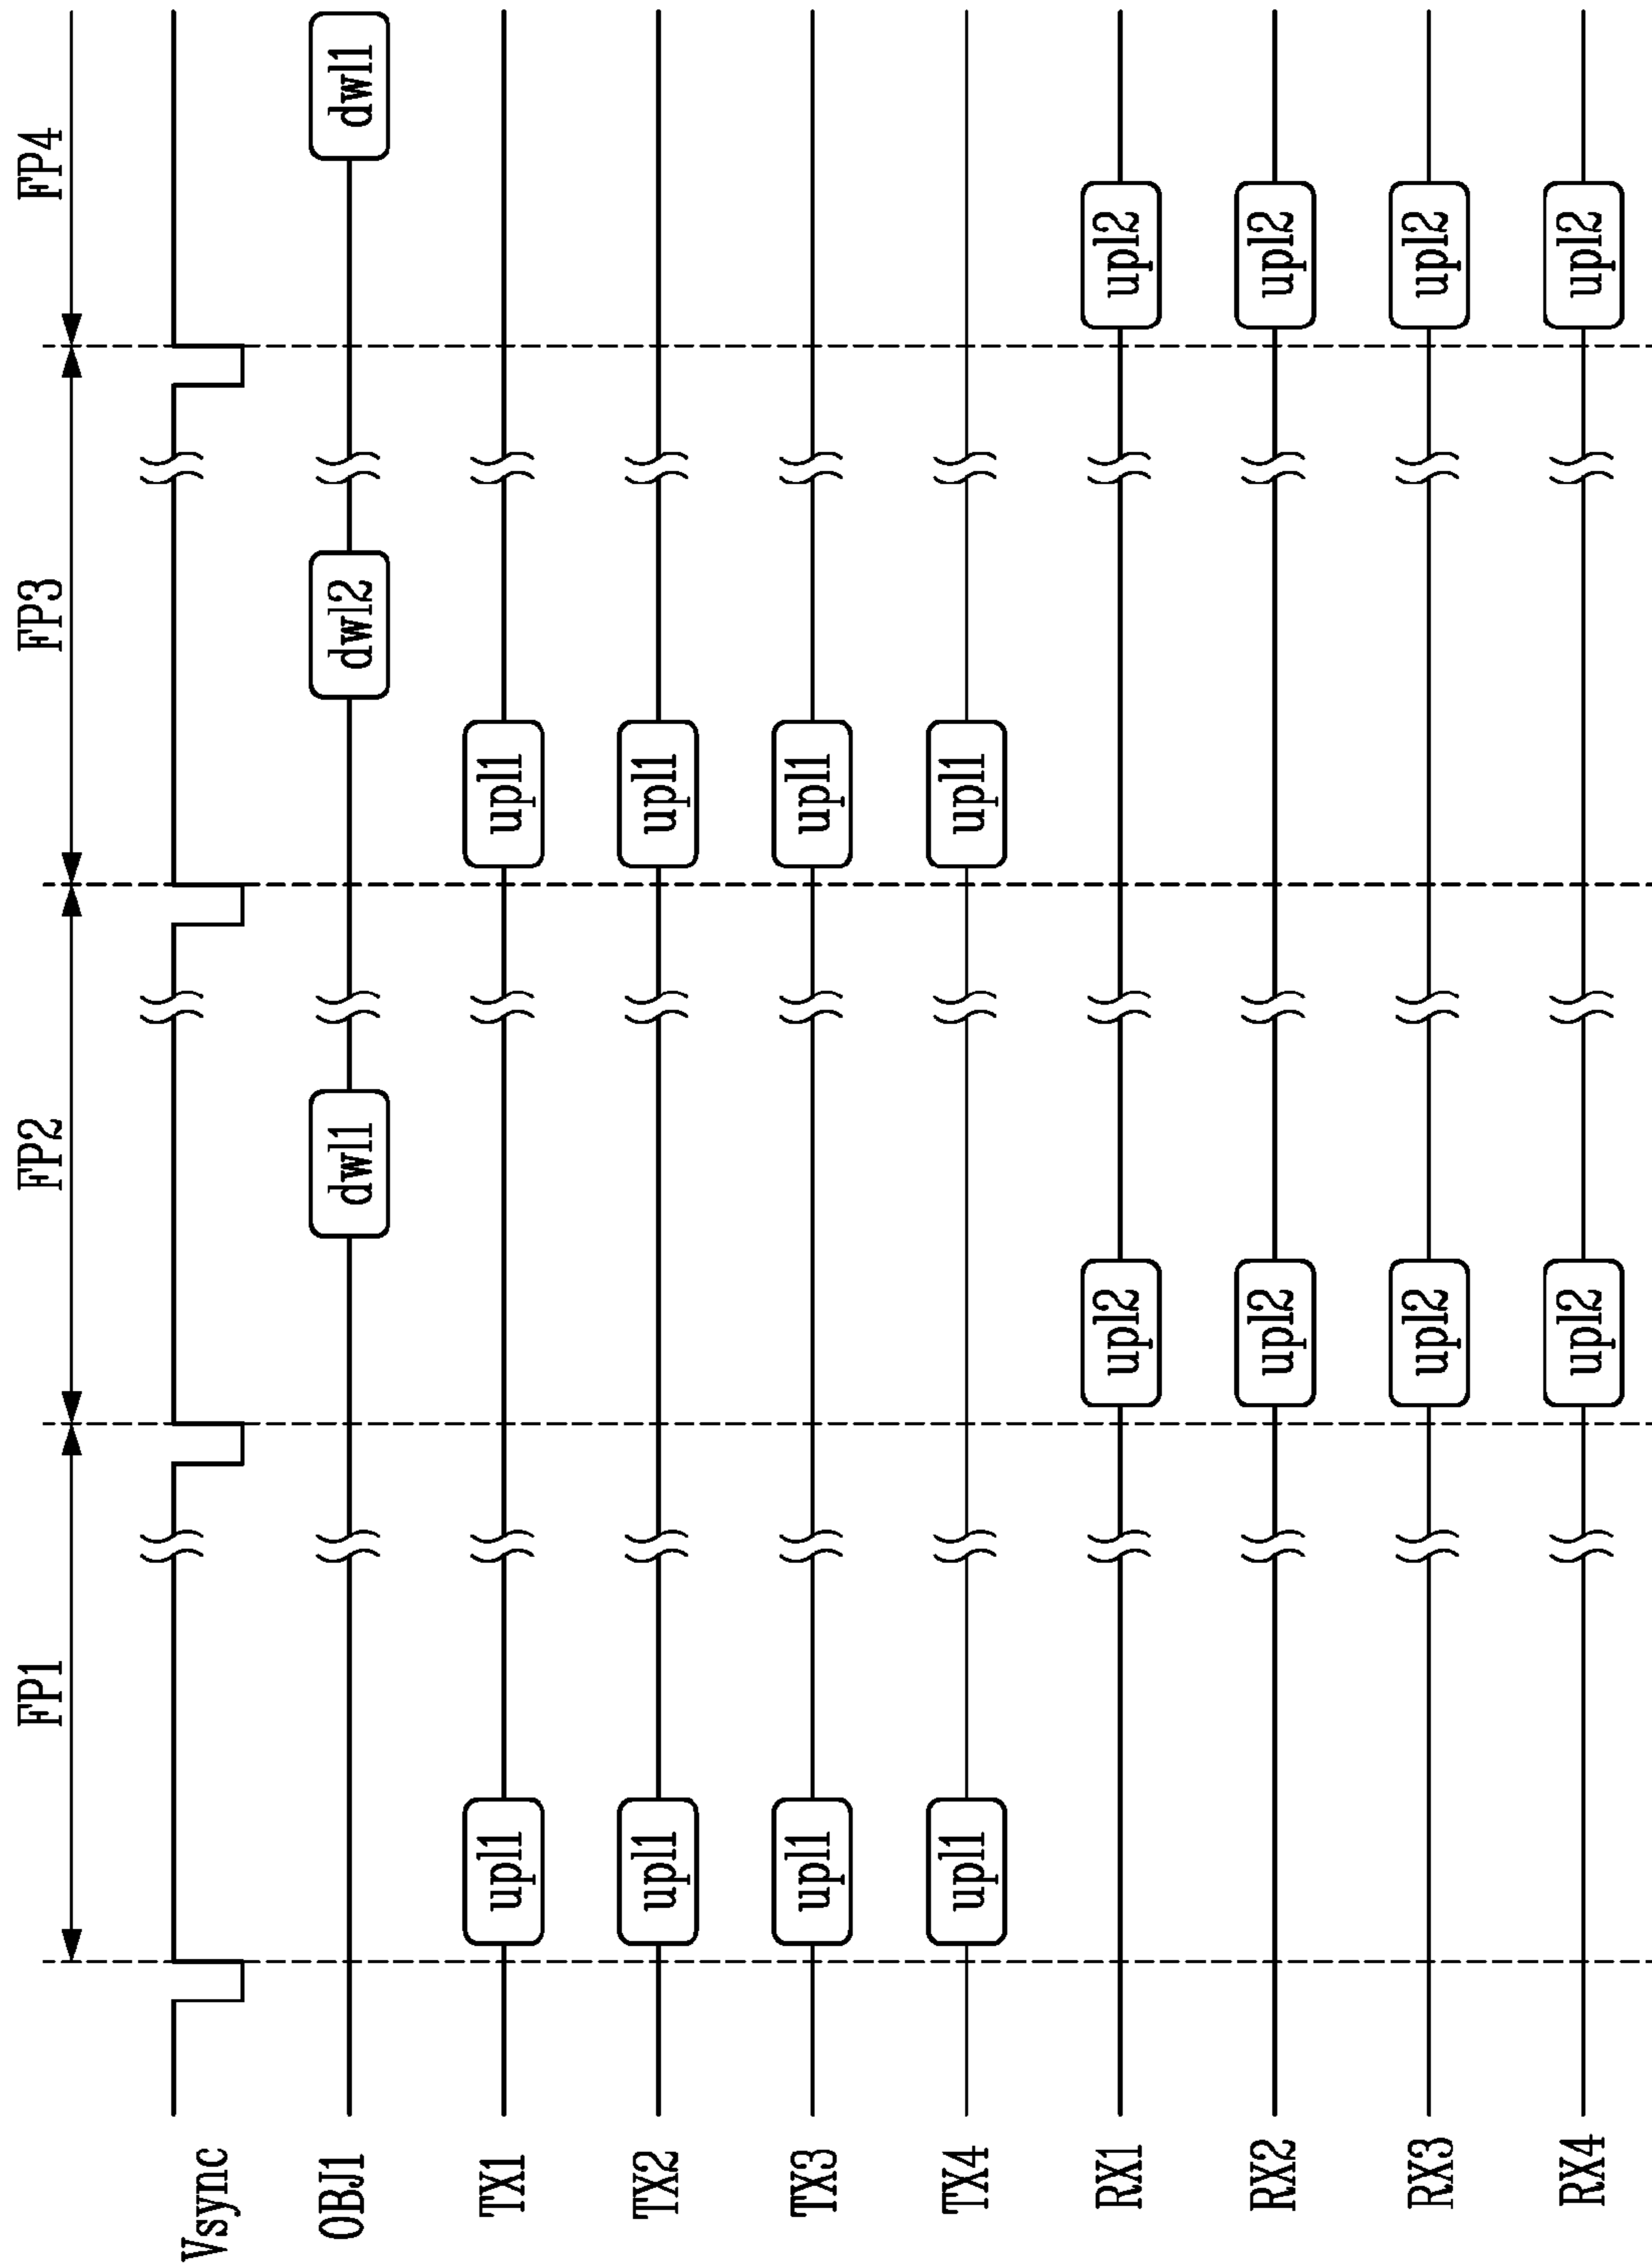 FP1 FP2 FP3 FP4
Vsync
OBJ1 dwl1 dwl2 dwl1
TX1 upl1 upl1
TX2 upl1 upl1
TX3 upl1 upl1
TX4 upl1 upl1
RX1 upl2 upl2
RX2 upl2 upl2
RX3 upl2 upl2
RX4 upl2 upl2